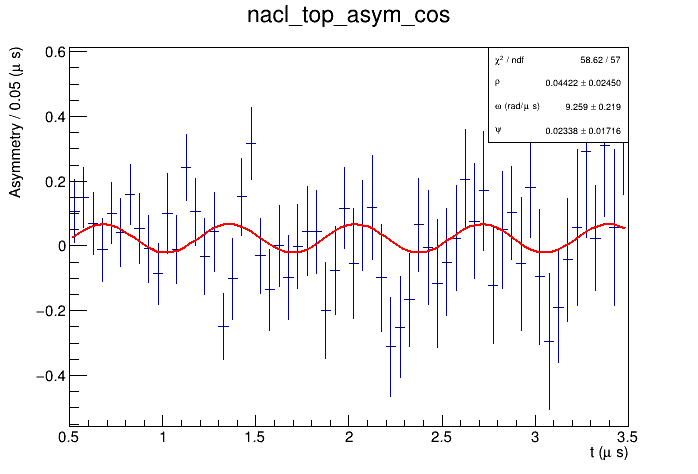 nacl_top_asym_cos
Asymmetry / 0.05 (μ s)
0.6
0.4
0.2
0
−0.2
−0.4
χ² / ndf 58.62 / 57
ρ 0.04422 ± 0.02450
ω (rad/μ s) 9.259 ± 0.219
ψ 0.02338 ± 0.01716
0.5 1 1.5 2 2.5 3 3.5
t (μ s)